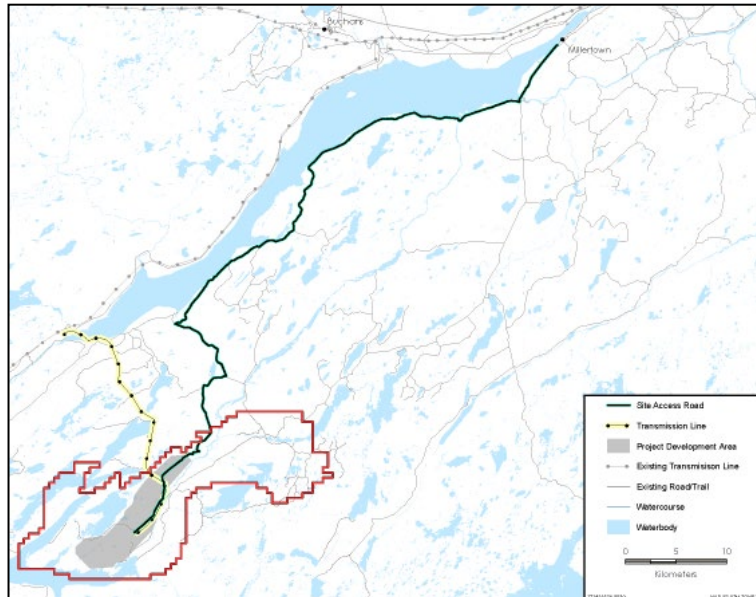 Buchans
Millertown
Site Access Road
Transmission Line
Project Development Area
Existing Transmisison Line
Existing Road/Trail
Watercourse
Waterbody
0 5 10
Kilometers